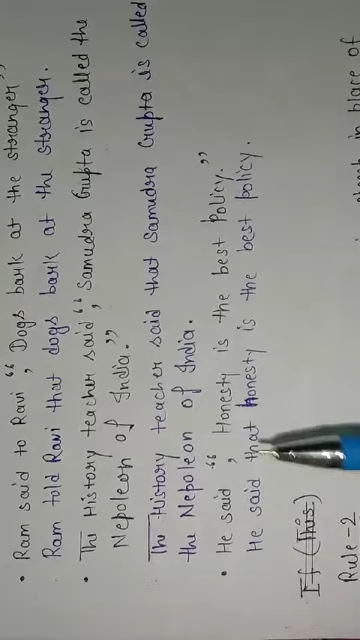 • Ram said to Ravi, "Dogs bark at the stranger"
Ram told Ravi that dogs bark at the stranger.
• The History teacher said, "Samudra Gupta is called the
Nepoleon of India."
The History teacher said that Samudra Gupta is called
the Nepoleon of India.
• He said, "Honesty is the best Policy."
He said that honesty is the best policy.
If (This)
Rule-2
in place of